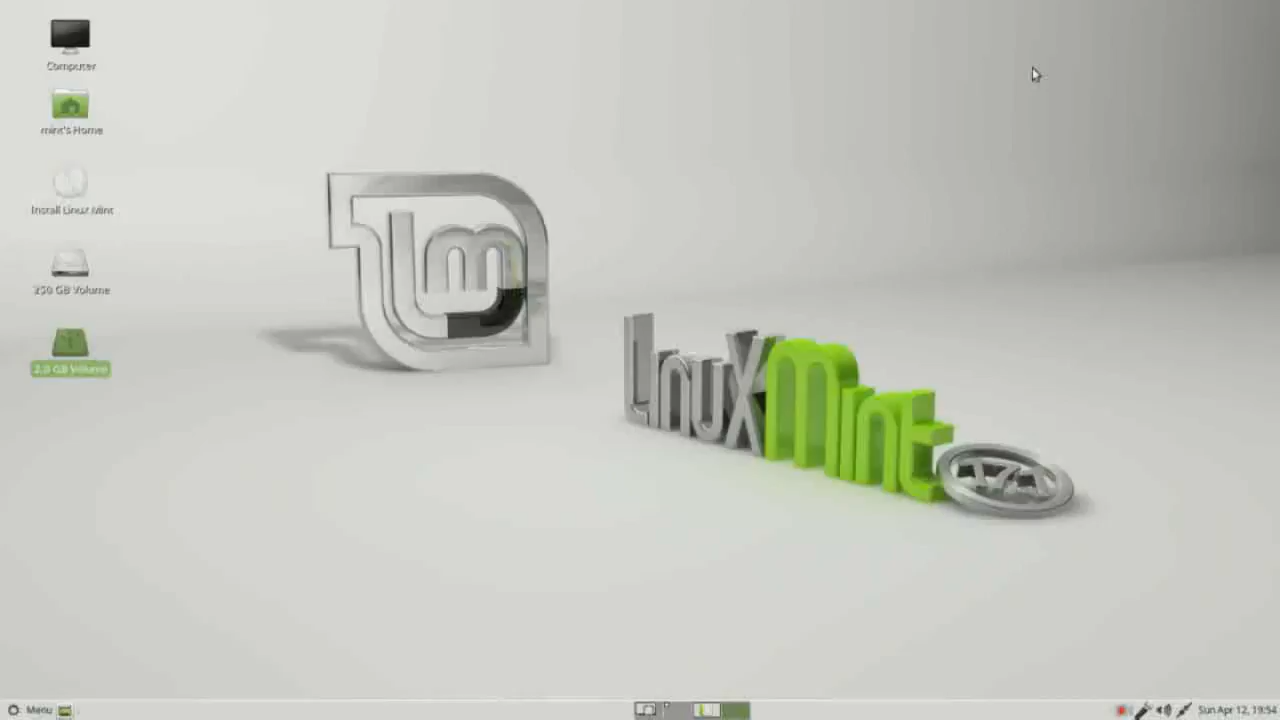 Computer
mint's Home
Install Linux Mint
250 GB Volume
2.0 GB Volume
lm
LinuxMint
17.1
Menu
Sun Apr 12, 19:54